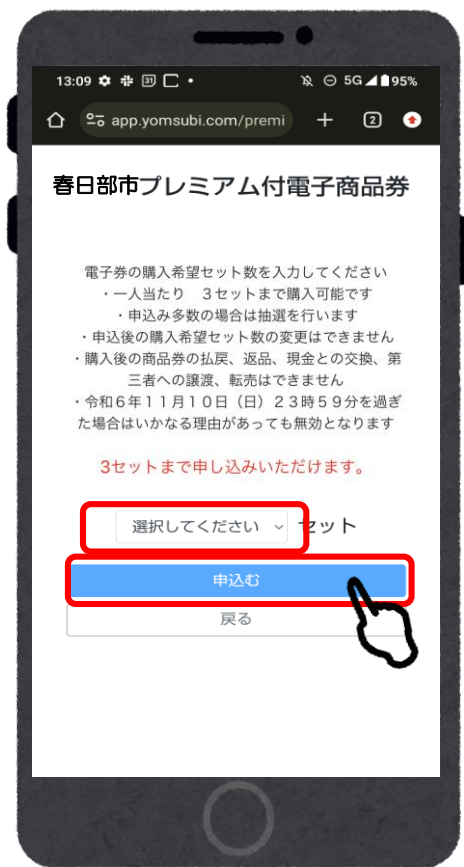 13:09 31 5G 95%
app.yomsubi.com/premi 2
春日部市プレミアム付電子商品券
電子券の購入希望セット数を入力してください
・一人当たり　３セットまで購入可能です
・申込み多数の場合は抽選を行います
・申込後の購入希望セット数の変更はできません
・購入後の商品券の払戻、返品、現金との交換、第
三者への譲渡、転売はできません
・令和６年１１月１０日（日）２３時５９分を過ぎ
た場合はいかなる理由があっても無効となります
3セットまで申し込みいただけます。
選択してください セット
申込む
戻る